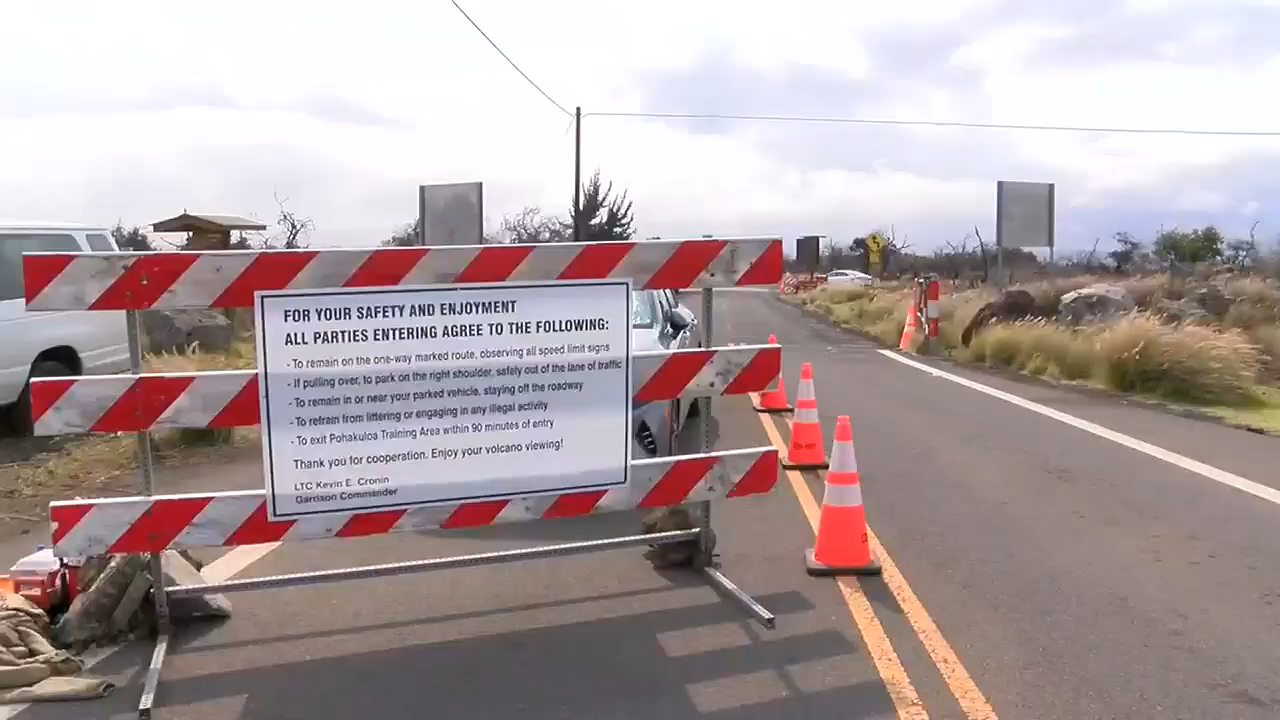 FOR YOUR SAFETY AND ENJOYMENT
ALL PARTIES ENTERING AGREE TO THE FOLLOWING:
- To remain on the one-way marked route, observing all speed limit signs
- If pulling over, to park on the right shoulder, safely out of the lane of traffic
- To remain in or near your parked vehicle, staying off the roadway
- To refrain from littering or engaging in any illegal activity
- To exit Pohakuloa Training Area within 90 minutes of entry
Thank you for cooperation. Enjoy your volcano viewing!
LTC Kevin E. Cronin
Garrison Commander